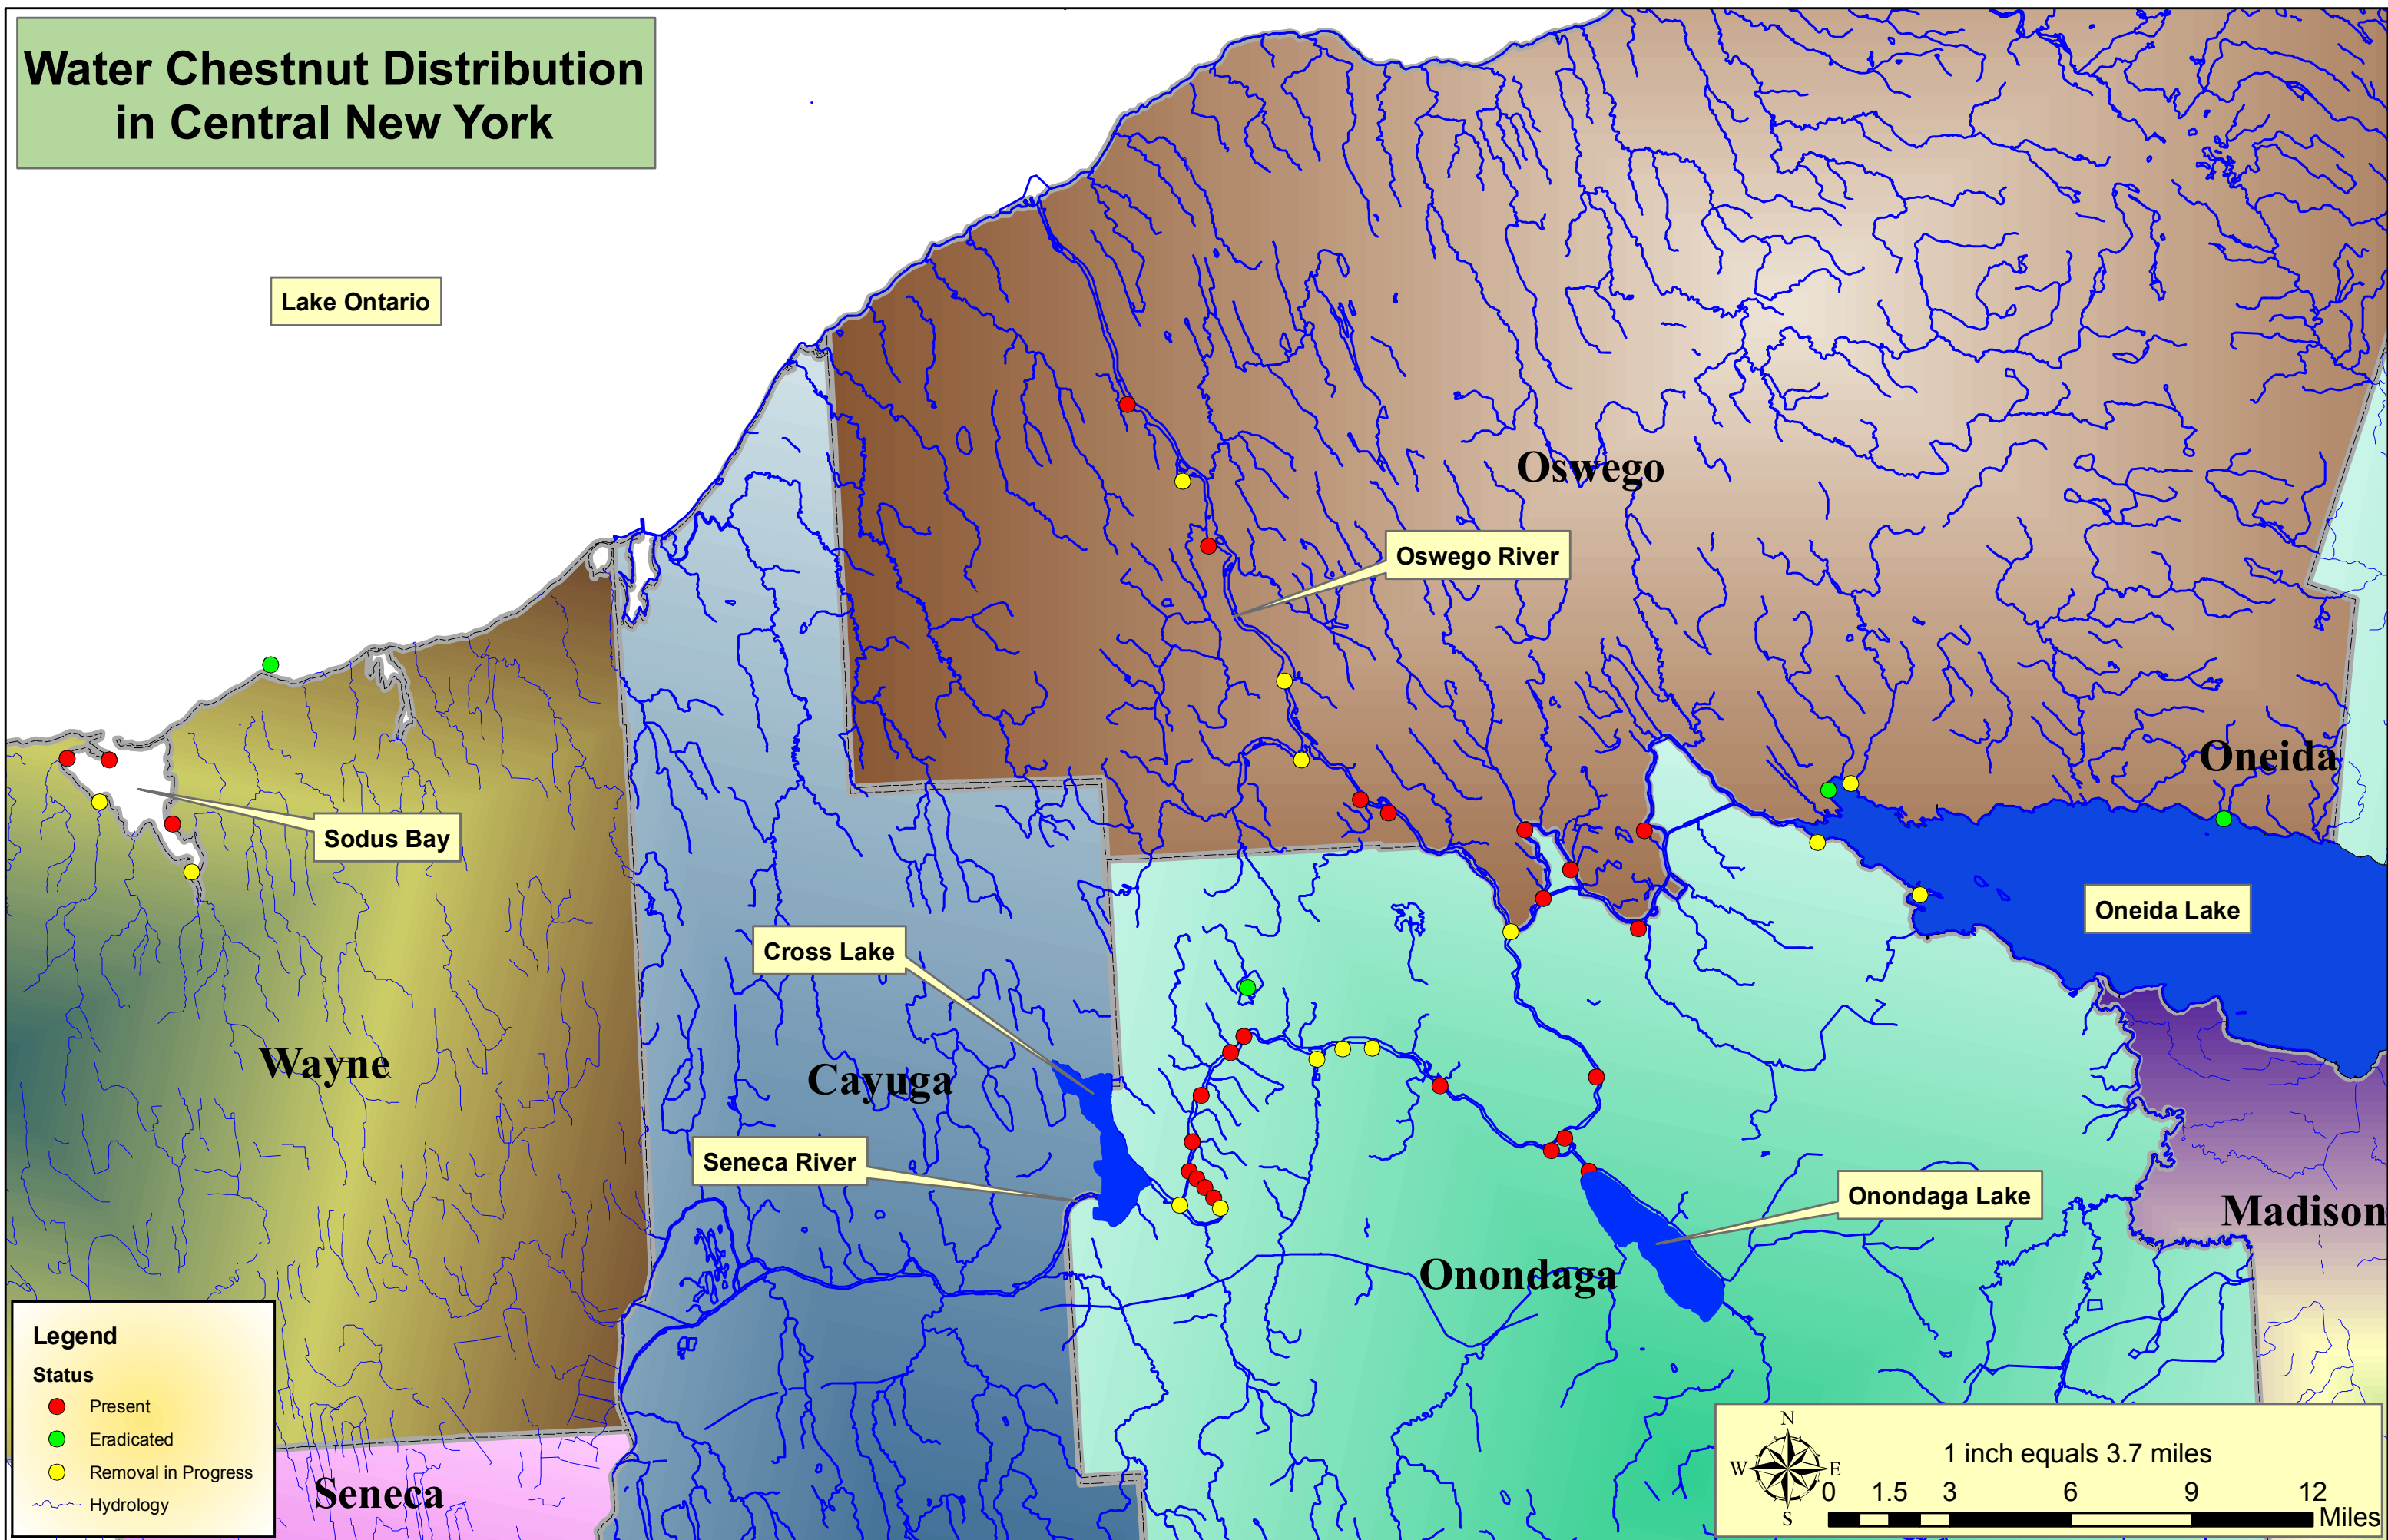 Water Chestnut Distribution
in Central New York
Lake Ontario
Oswego
Oswego River
Oneida
Sodus Bay
Oneida Lake
Cross Lake
Wayne
Cayuga
Seneca River
Onondaga Lake
Madison
Onondaga
Legend
Status
Present
Eradicated
Removal in Progress
Hydrology
Seneca
N
W
E
S
1 inch equals 3.7 miles
0 1.5 3 6 9 12
Miles